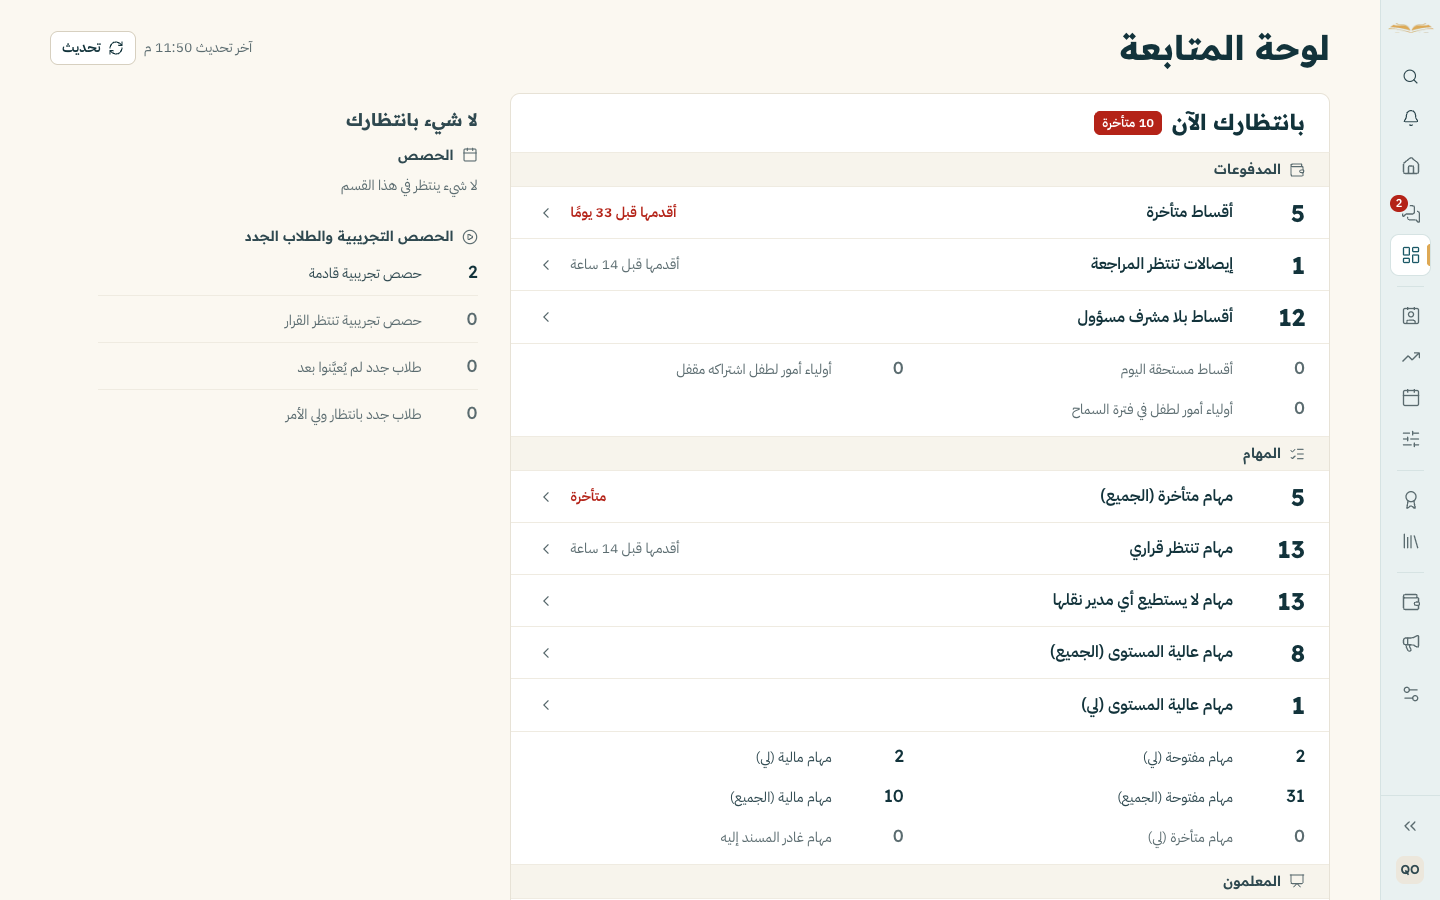 لوحة المتابعة
آخر تحديث 11:50 م
تحديث
بانتظارك الآن
10 متأخرة
المدفوعات
5 أقساط متأخرة أقدمها قبل 33 يومًا
1 إيصالات تنتظر المراجعة أقدمها قبل 14 ساعة
12 أقساط بلا مشرف مسؤول
0 أقساط مستحقة اليوم
0 أولياء أمور لطفل اشتراكه مقفل
0 أولياء أمور لطفل في فترة السماح
المهام
5 مهام متأخرة (الجميع) متأخرة
13 مهام تنتظر قراري أقدمها قبل 14 ساعة
13 مهام لا يستطيع أي مدير نقلها
8 مهام عالية المستوى (الجميع)
1 مهام عالية المستوى (لي)
2 مهام مفتوحة (لي)
2 مهام مالية (لي)
31 مهام مفتوحة (الجميع)
10 مهام مالية (الجميع)
0 مهام متأخرة (لي)
0 مهام غادر المسند إليه
المعلمون
لا شيء بانتظارك
الحصص
لا شيء ينتظر في هذا القسم
الحصص التجريبية والطلاب الجدد
2 حصص تجريبية قادمة
0 حصص تجريبية تنتظر القرار
0 طلاب جدد لم يُعيَّنوا بعد
0 طلاب جدد بانتظار ولي الأمر
2
QO